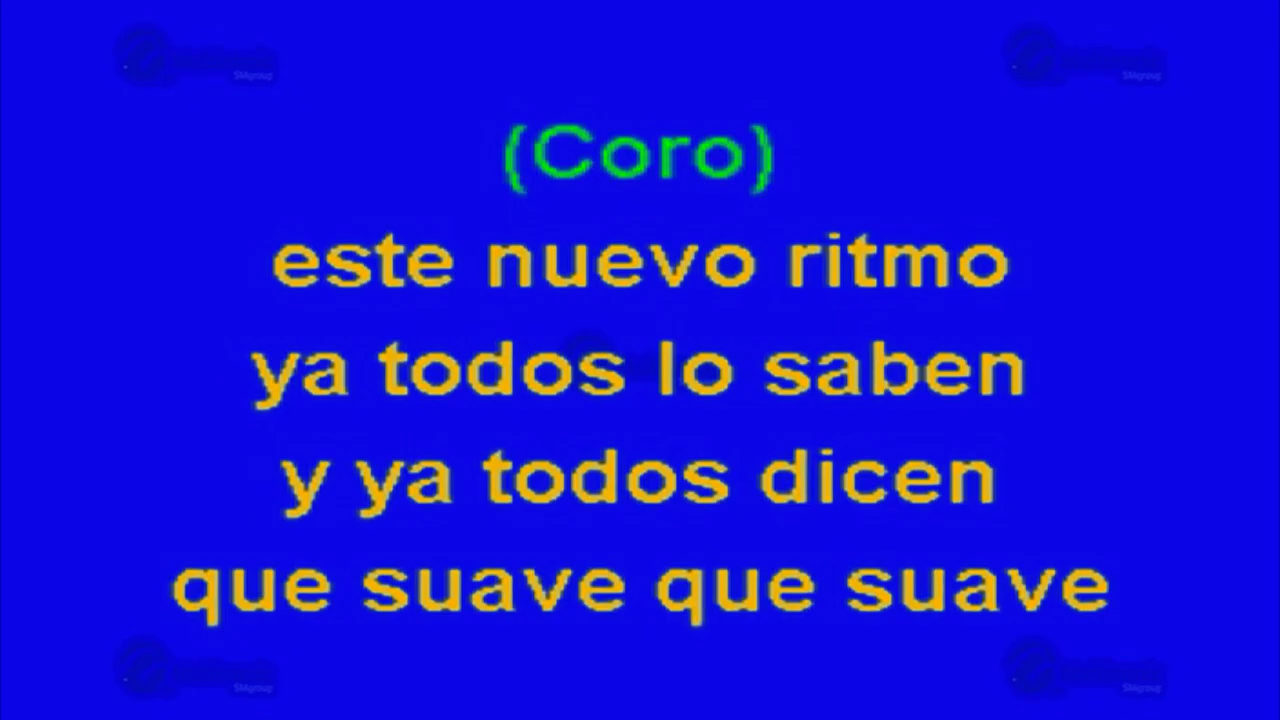 (Coro)
este nuevo ritmo
ya todos lo saben
y ya todos dicen
que suave que suave